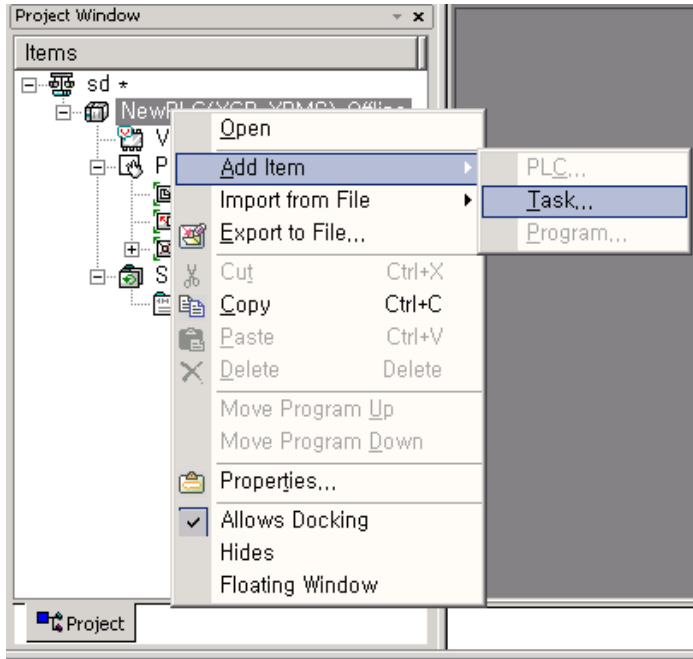 Project Window
Items
sd *
NewPLC(XGB-XBMS)-Offline
V
P
S
Open
Add Item
Import from File
Export to File...
Cut Ctrl+X
Copy Ctrl+C
Paste Ctrl+V
Delete Delete
Move Program Up
Move Program Down
Properties...
Allows Docking
Hides
Floating Window
PLC...
Task...
Program...
Project